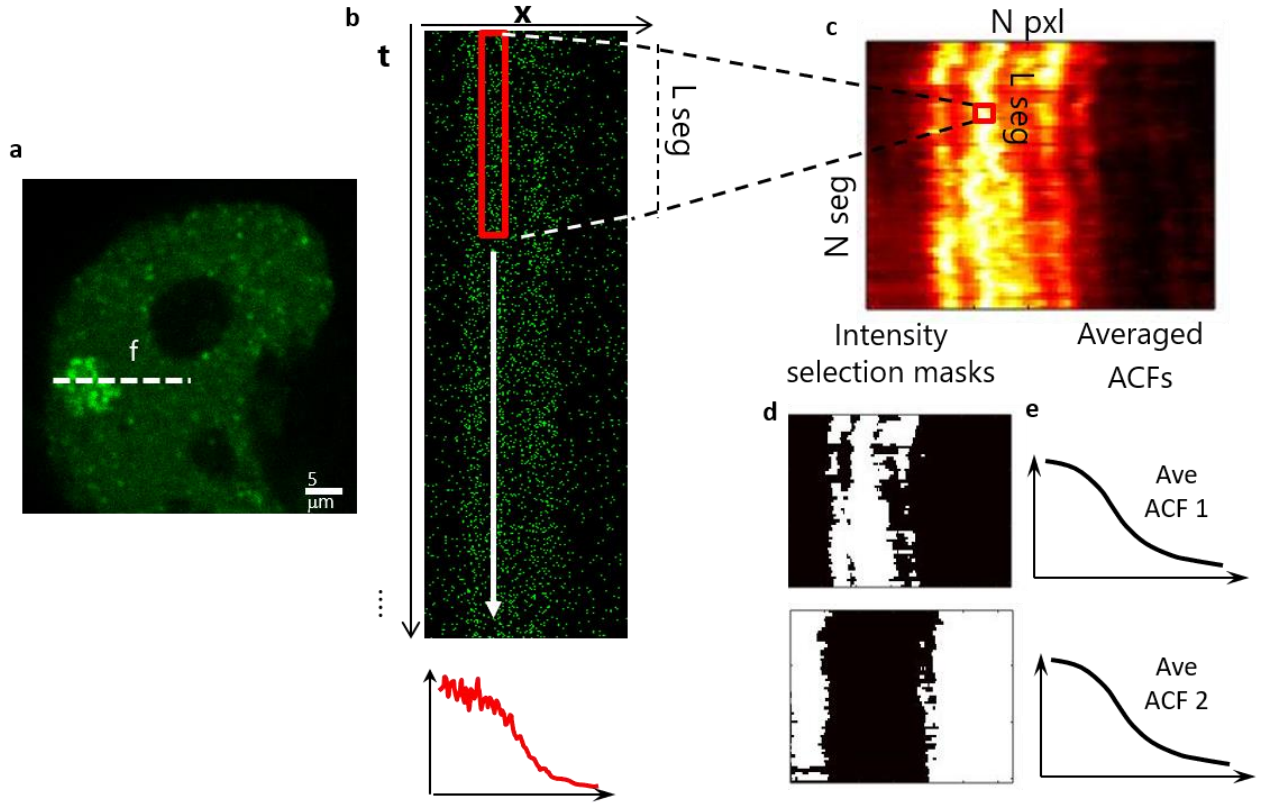 a
f
5
μm
b
x
t
L seg
....
c
N pxl
L seg
N seg
Intensity
selection masks
Averaged
ACFs
d
e
Ave
ACF 1
Ave
ACF 2